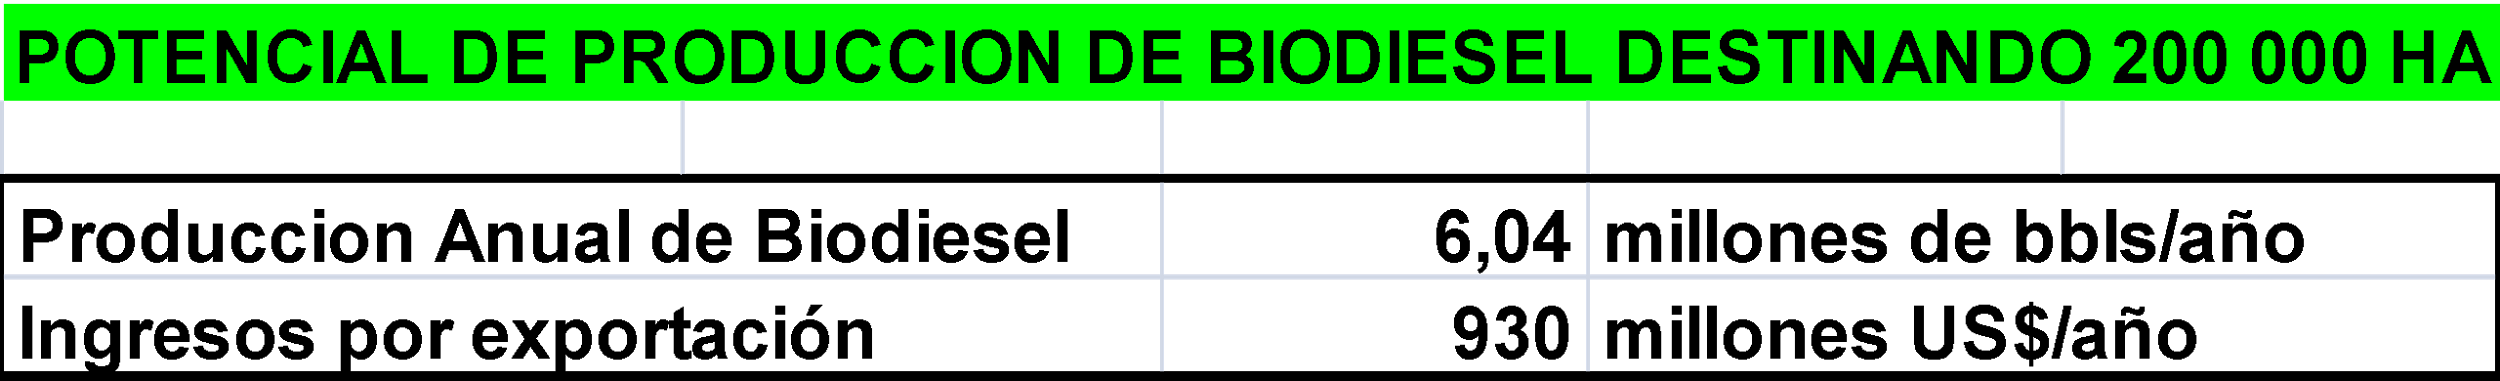 POTENCIAL DE PRODUCCION DE BIODIESEL DESTINANDO 200 000 HA
Produccion Anual de Biodiesel 6,04 millones de bbls/año
Ingresos por exportación 930 millones US$/año